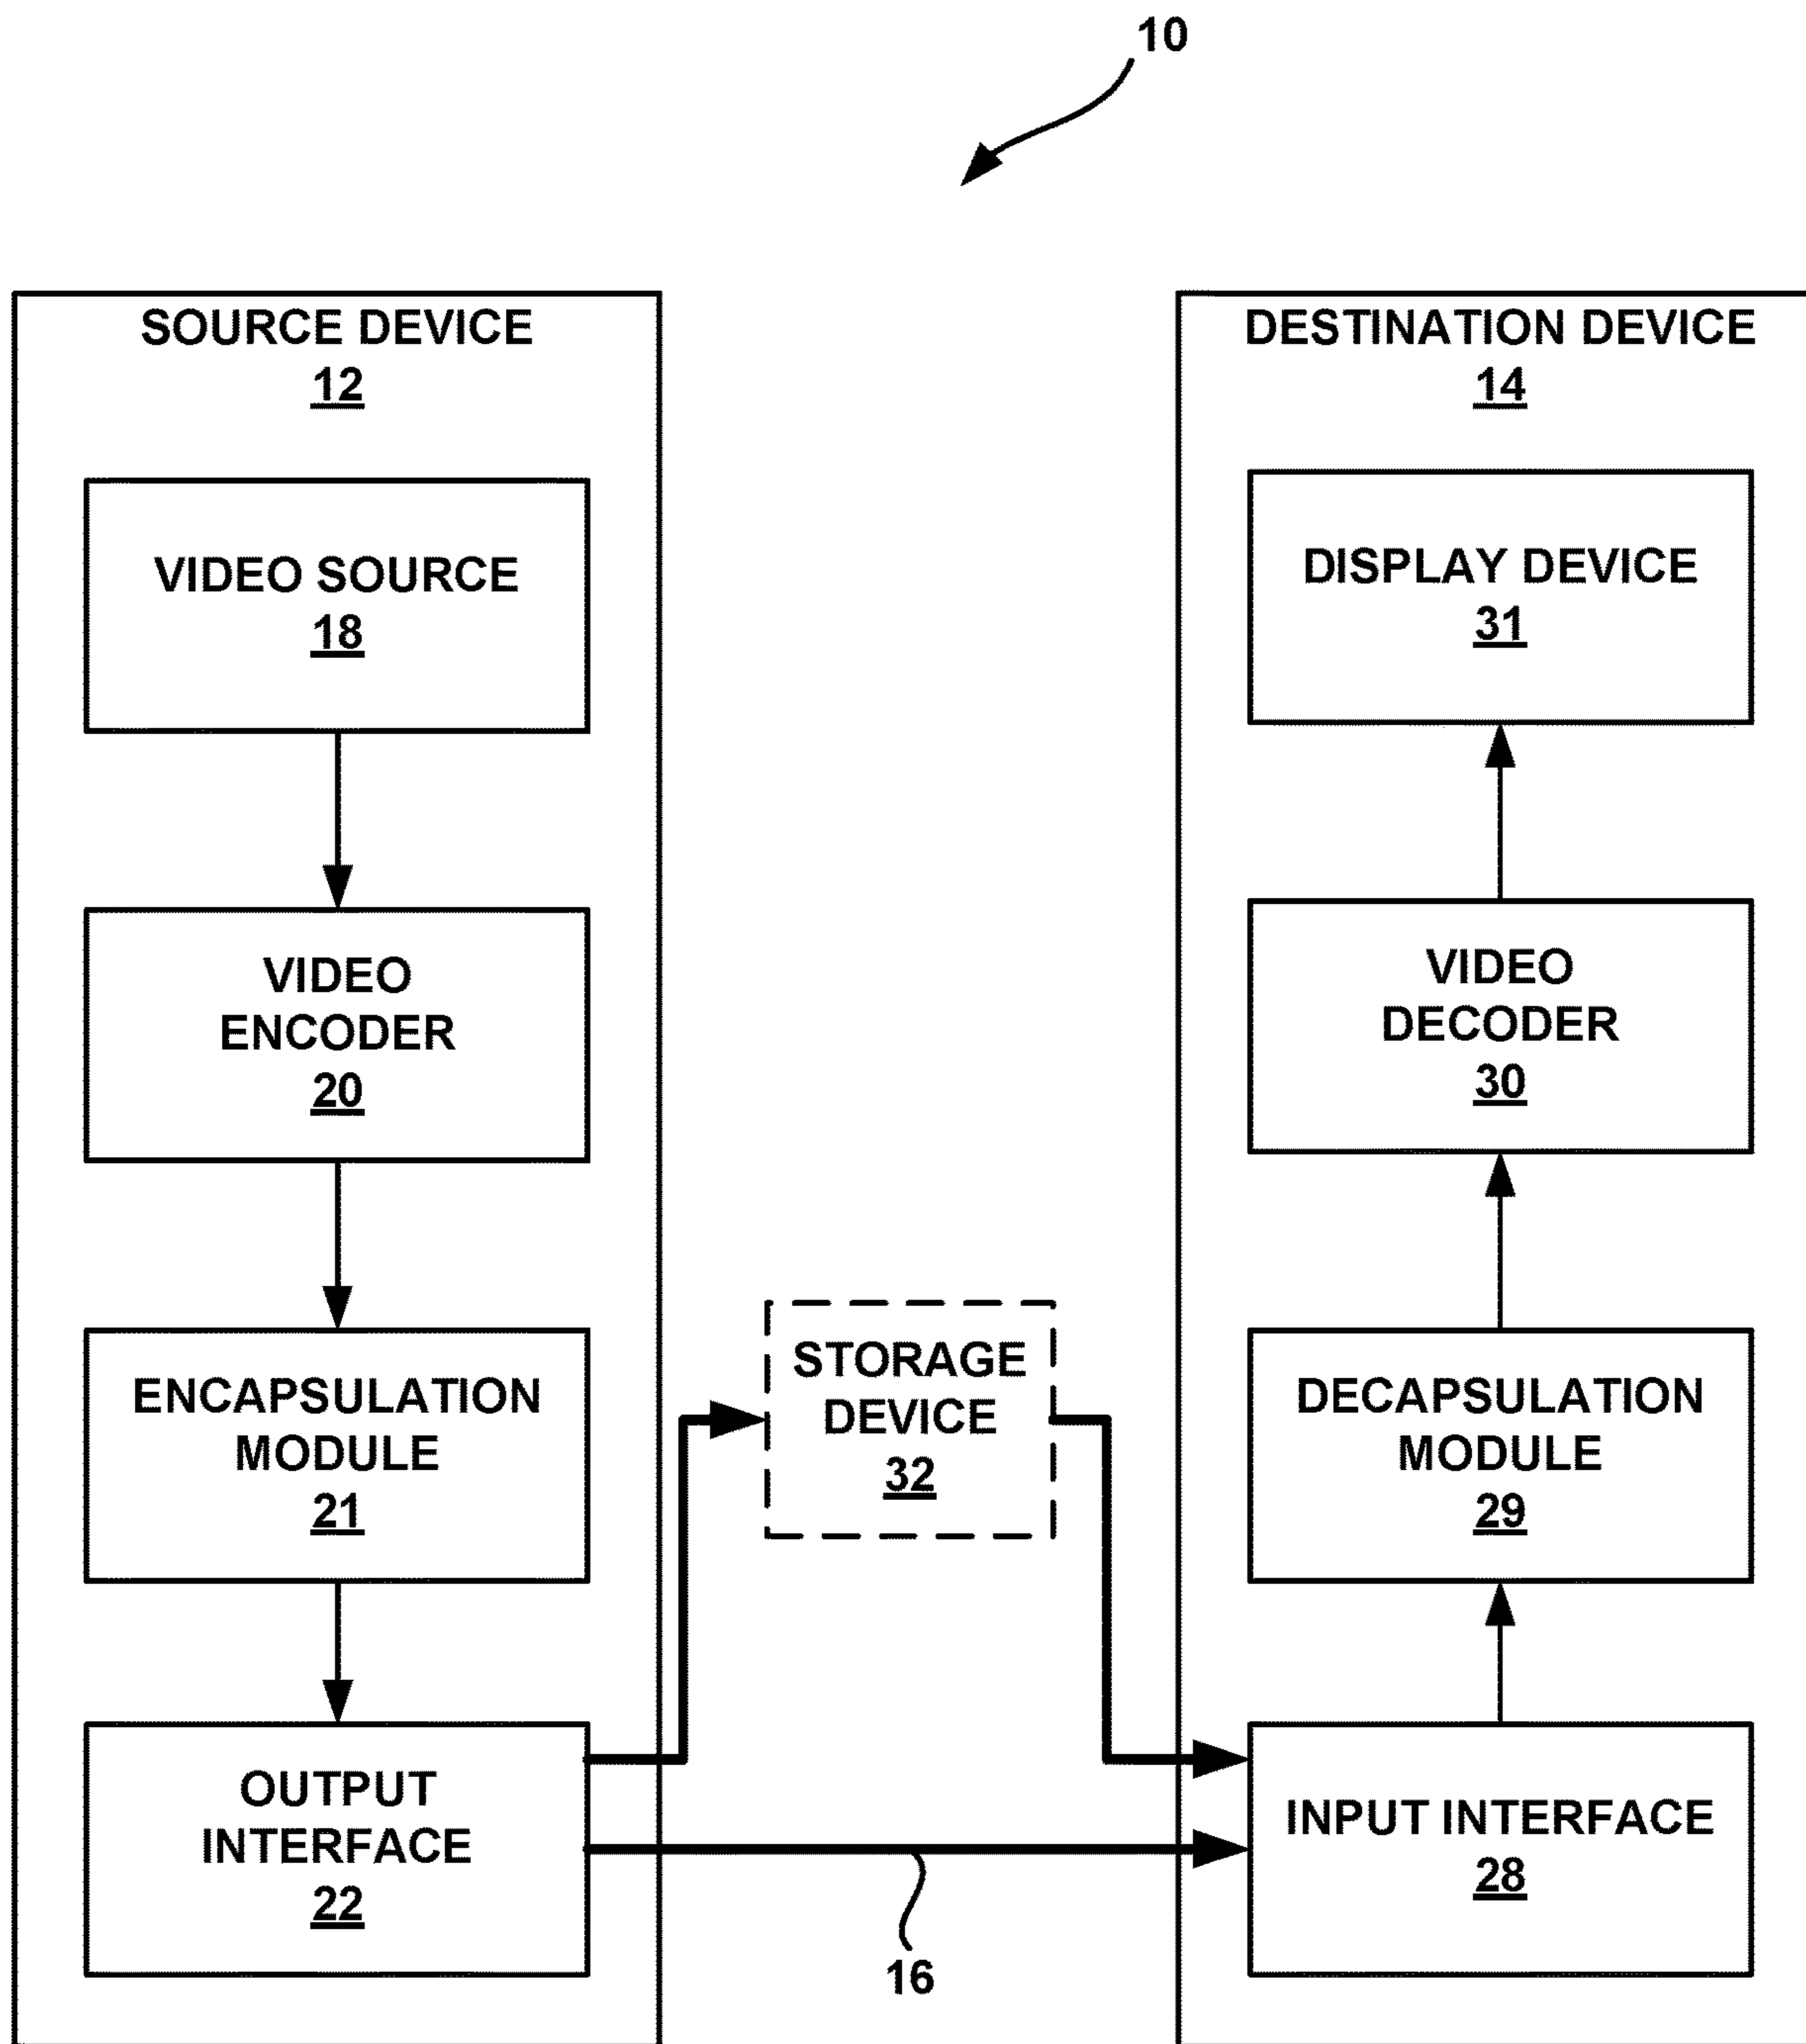 10
SOURCE DEVICE
12
VIDEO SOURCE
18
VIDEO
ENCODER
20
ENCAPSULATION
MODULE
21
OUTPUT
INTERFACE
22
STORAGE
DEVICE
32
16
DESTINATION DEVICE
14
DISPLAY DEVICE
31
VIDEO
DECODER
30
DECAPSULATION
MODULE
29
INPUT INTERFACE
28